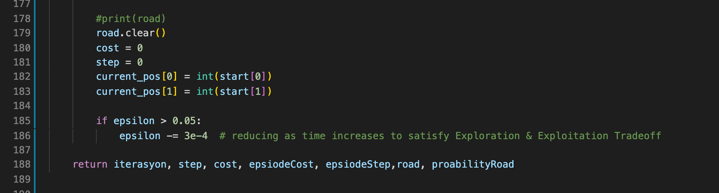 177
178 #print(road)
179 road.clear()
180 cost = 0
181 step = 0
182 current_pos[0] = int(start[0])
183 current_pos[1] = int(start[1])
184
185 if epsilon > 0.05:
186 epsilon -= 3e-4 # reducing as time increases to satisfy Exploration & Exploitation Tradeoff
187
188 return iterasyon, step, cost, epsiodeCost, epsiodeStep,road, proabilityRoad
189